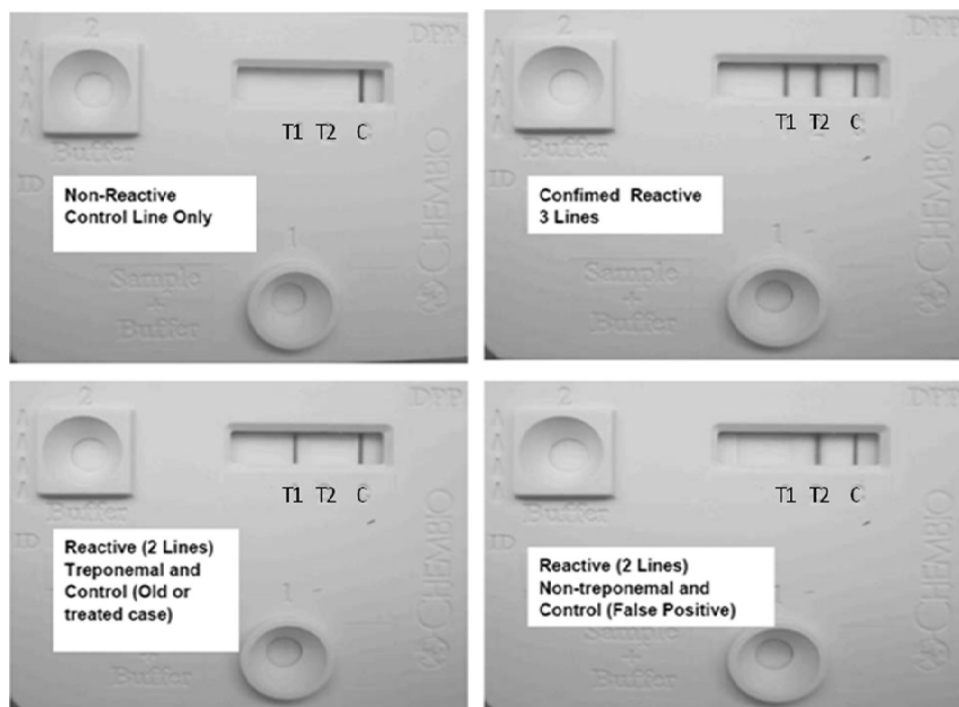 2
DPP
A
A
A
A
T1 T2 C
Buffer
ID
Non-Reactive
Control Line Only
1
Sample
+
Buffer
CHEMBIO
2
DPP
A
A
A
A
T1 T2 C
Buffer
ID
Confimed Reactive
3 Lines
1
Sample
+
Buffer
CHEMBIO
2
DPP
A
A
A
A
T1 T2 C
Buffer
ID
Reactive (2 Lines)
Treponemal and
Control (Old or
treated case)
1
+
Buffer
CHEMBIO
2
DPP
A
A
A
A
T1 T2 C
Buffer
ID
Reactive (2 Lines)
Non-treponemal and
Control (False Positive)
Sample
+
Buffer
CHEMBIO